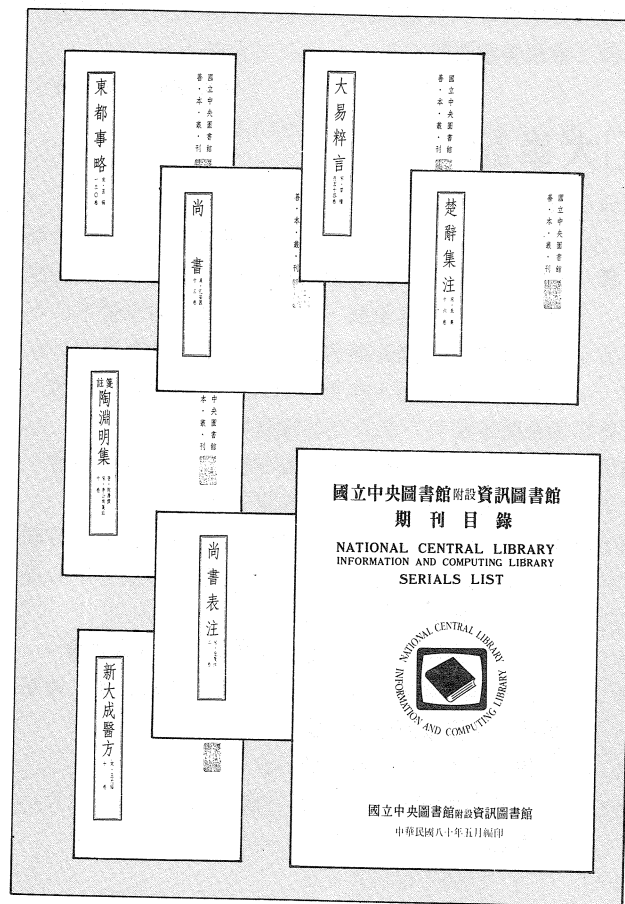 東都事略
國立中央圖書館
善·本·叢·刊
大易粹言
國立中央圖書館
善·本·叢·刊
尚書
善·本·叢·刊
楚辭集注
國立中央圖書館
善·本·叢·刊
箋註陶淵明集
中央圖書館
本·叢·刊
尚書表注
新大成醫方
國立中央圖書館附設資訊圖書館
期刊目錄
NATIONAL CENTRAL LIBRARY
INFORMATION AND COMPUTING LIBRARY
SERIALS LIST
NATIONAL CENTRAL LIBRARY
INFORMATION AND COMPUTING LIBRARY
國立中央圖書館附設資訊圖書館
中華民國八十年五月編印